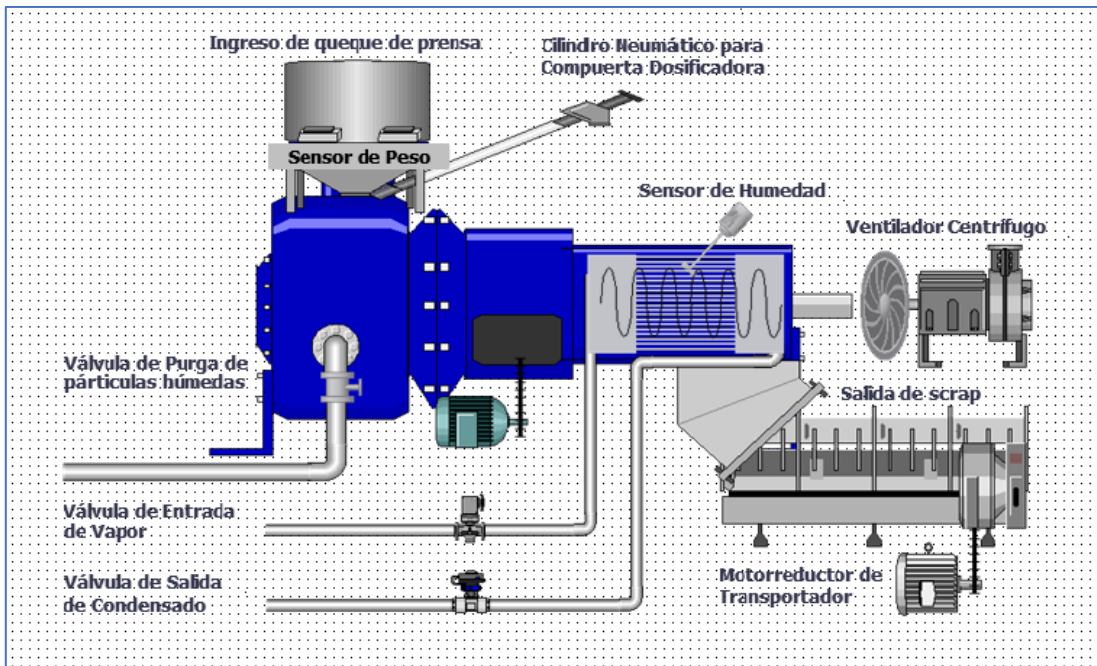 Ingreso de queque de prensa
Cilindro Neumático para
Compuerta Dosificadora
Sensor de Peso
Sensor de Humedad
Ventilador Centrífugo
Válvula de Purga de
párticulas húmedas
Salida de scrap
Válvula de Entrada
de Vapor
Válvula de Salida
de Condensado
Motorreductor de
Transportador